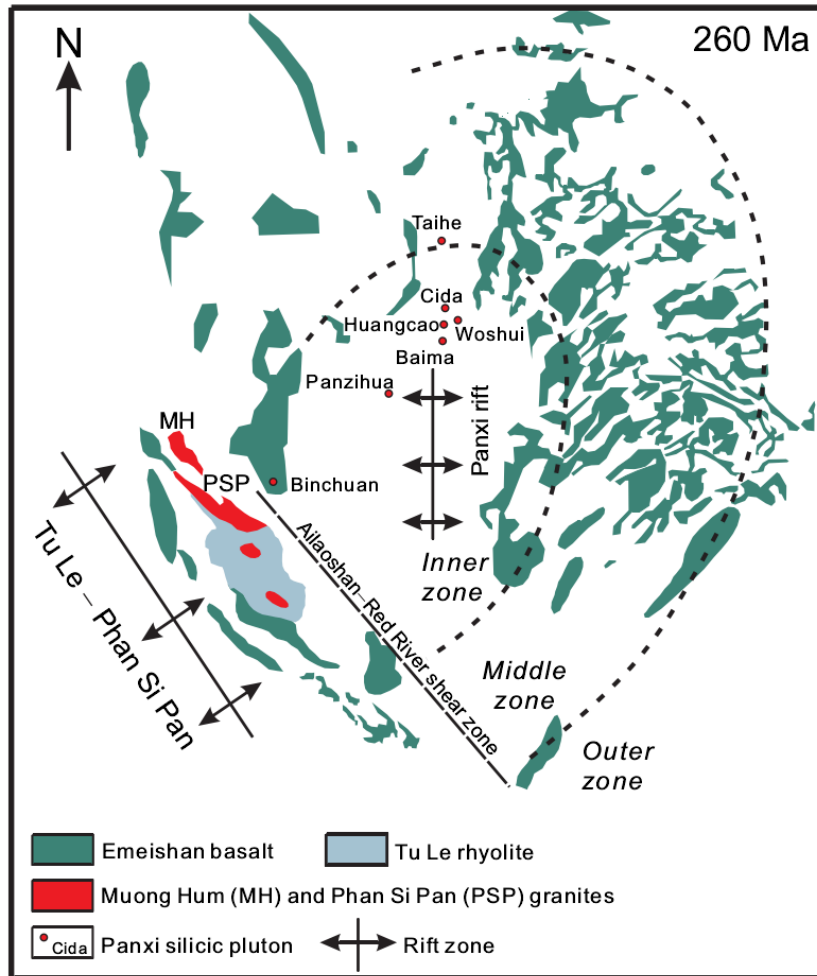 260 Ma
N
Taihe
Cida
Huangcao
Woshui
Baima
Panzihua
Panxi rift
MH
PSP
Binchuan
Tu Le – Phan Si Pan
Ailaoshan–Red River shear zone
Inner
zone
Middle
zone
Outer
zone
Emeishan basalt
Tu Le rhyolite
Muong Hum (MH) and Phan Si Pan (PSP) granites
Cida
Panxi silicic pluton
Rift zone